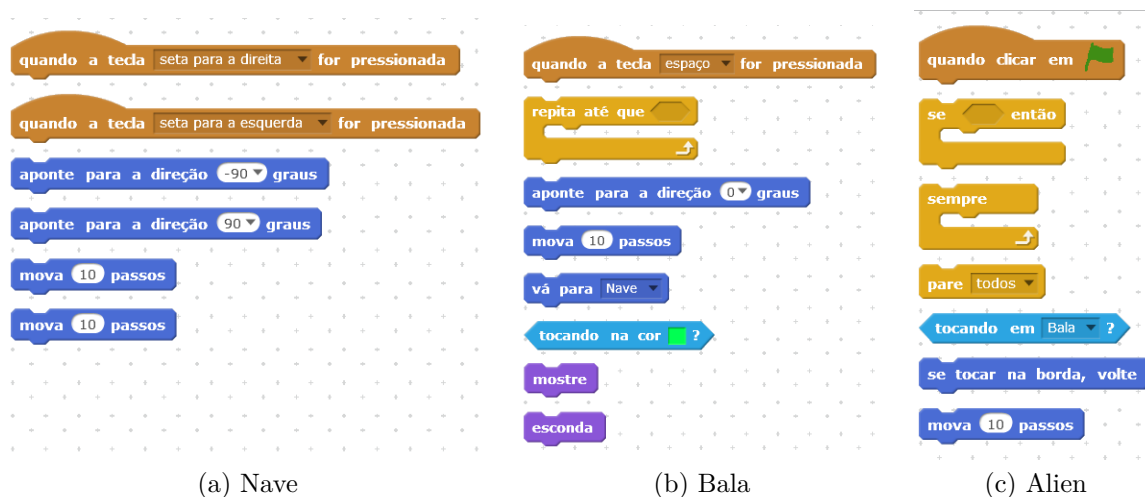 quando a tecla seta para a direita for pressionada
quando a tecla seta para a esquerda for pressionada
aponte para a direção -90 graus
aponte para a direção 90 graus
mova 10 passos
mova 10 passos
(a) Nave
quando a tecla espaço for pressionada
repita até que
aponte para a direção 0 graus
mova 10 passos
vá para Nave
tocando na cor ?
mostre
esconda
(b) Bala
quando clicar em
se então
sempre
pare todos
tocando em Bala ?
se tocar na borda, volte
mova 10 passos
(c) Alien